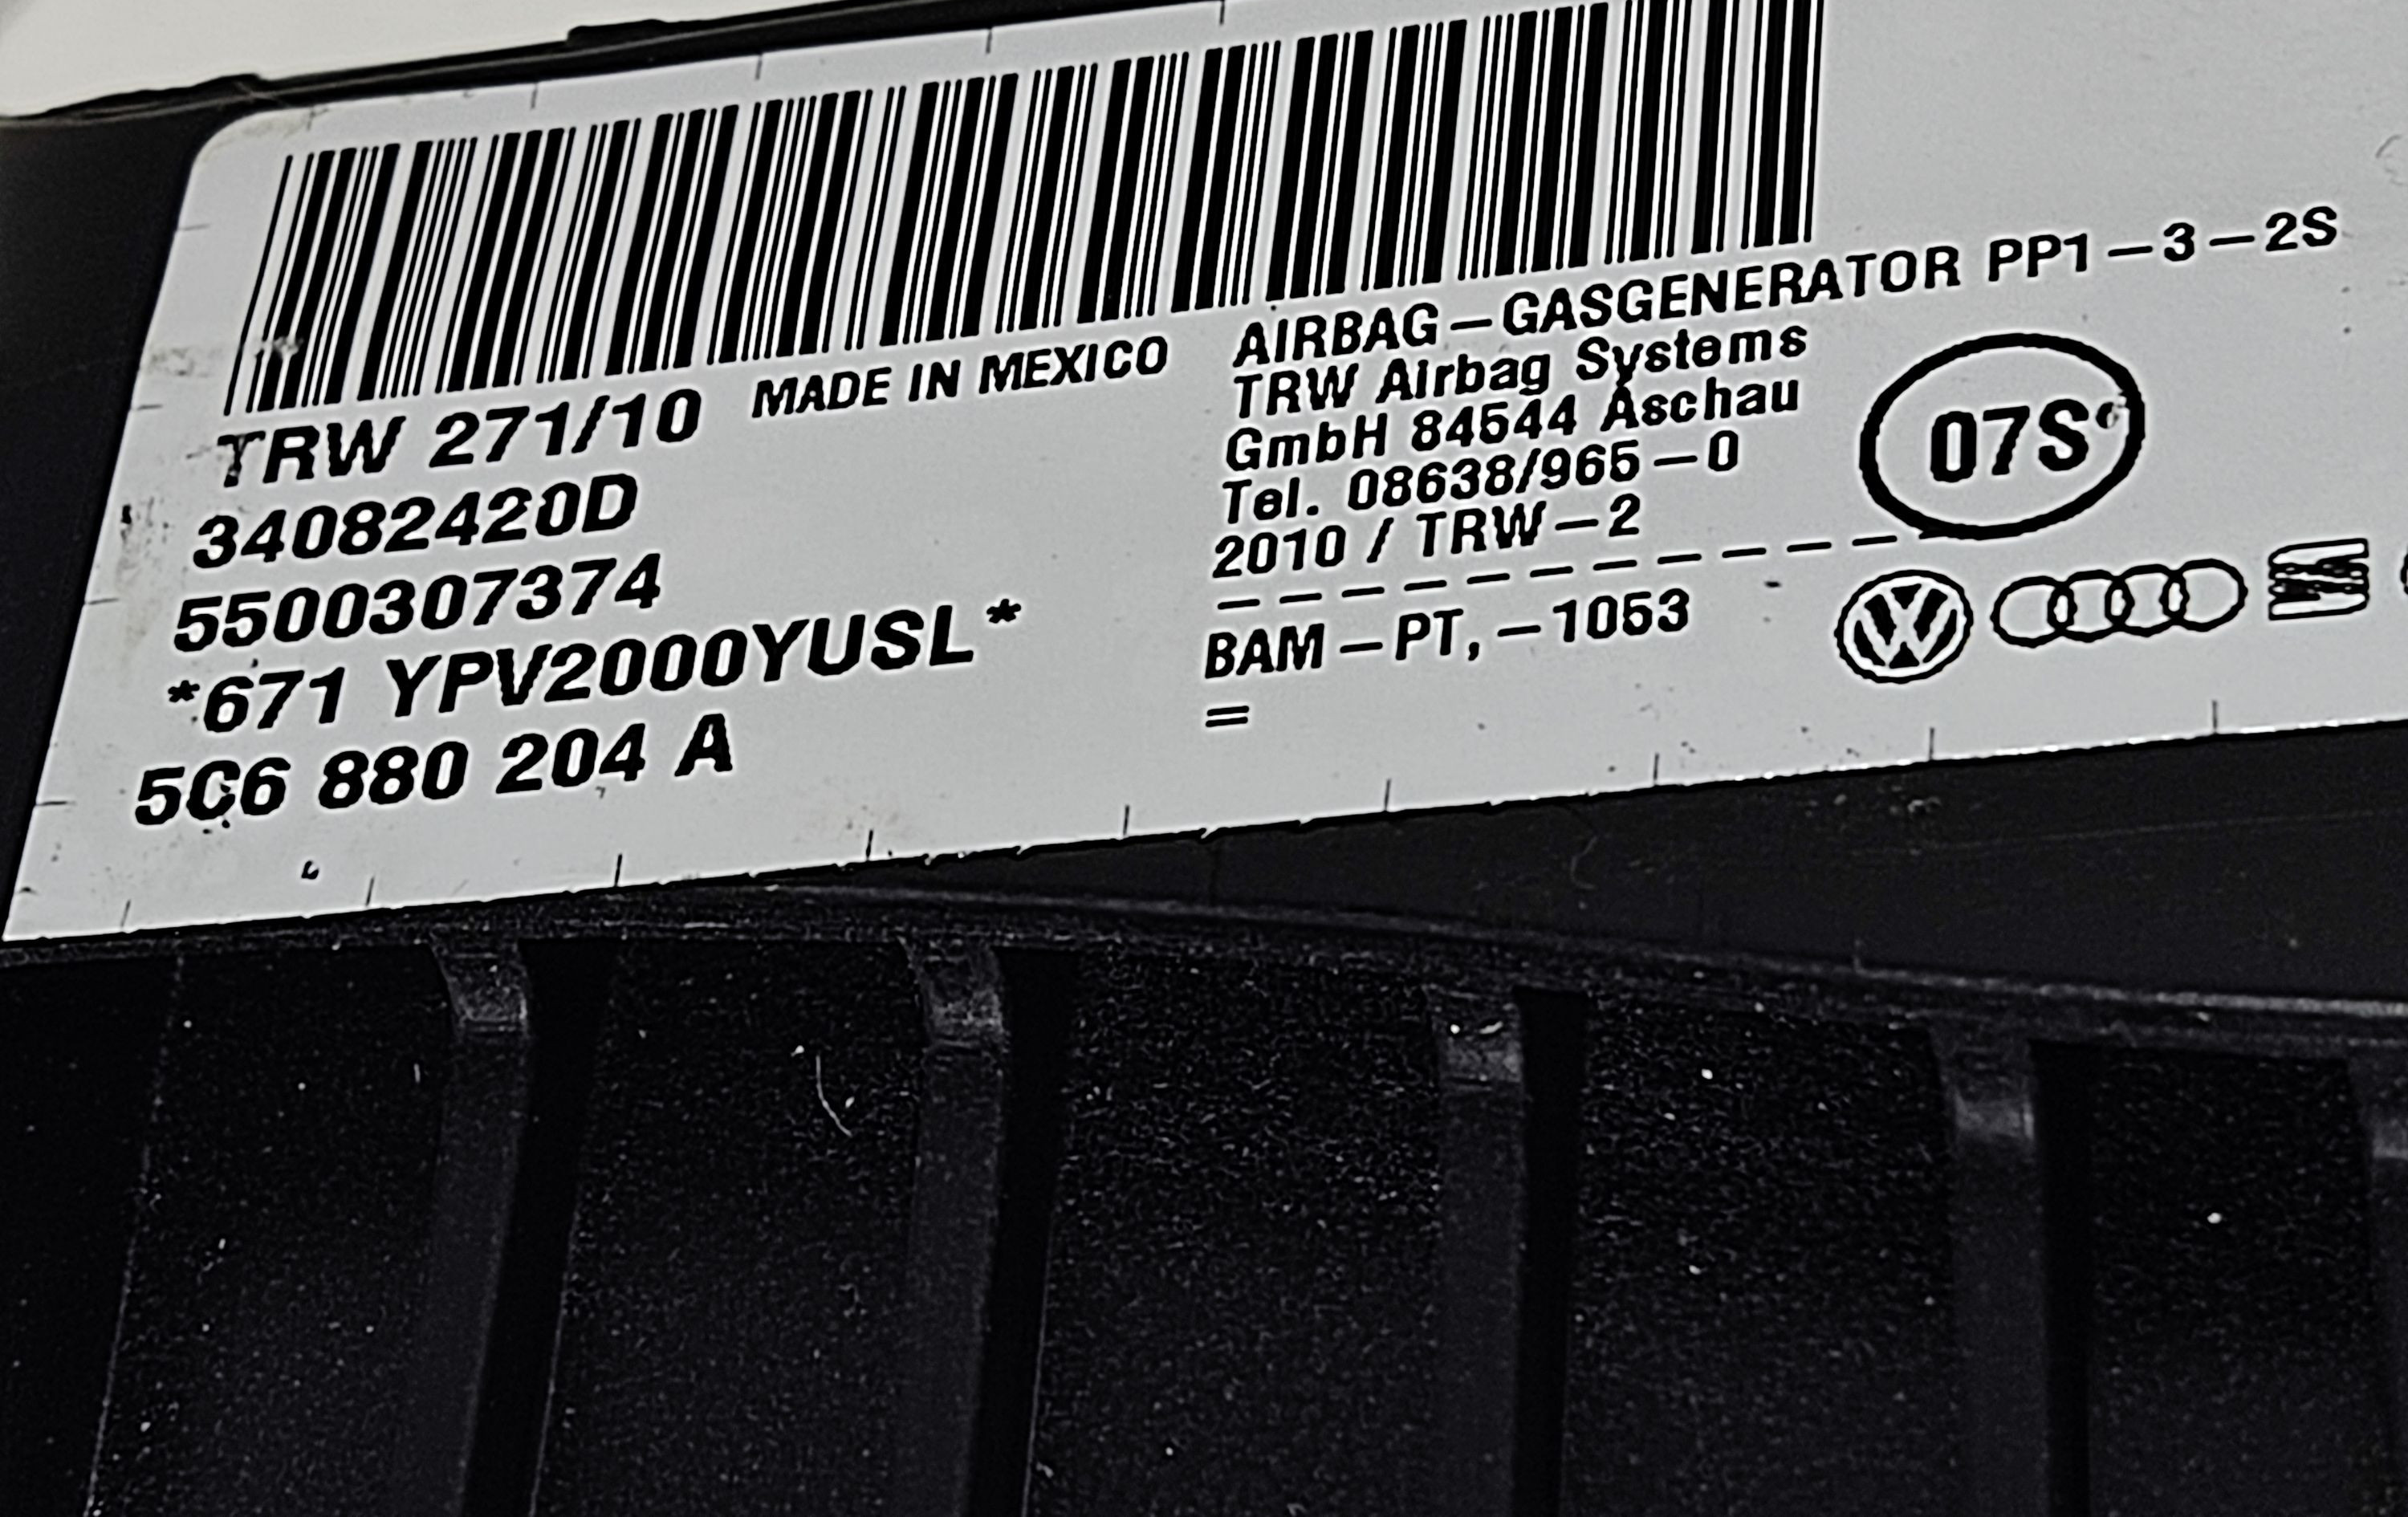 TRW 271/10
MADE IN MEXICO
34082420D
5500307374
*671 YPV2000YUSL*
5C6 880 204 A
AIRBAG-GASGENERATOR PP1-3-2S
TRW Airbag Systems
GmbH 84544 Aschau
Tel. 08638/965-0
2010 / TRW-2
-----------
BAM-PT, -1053
=
07S